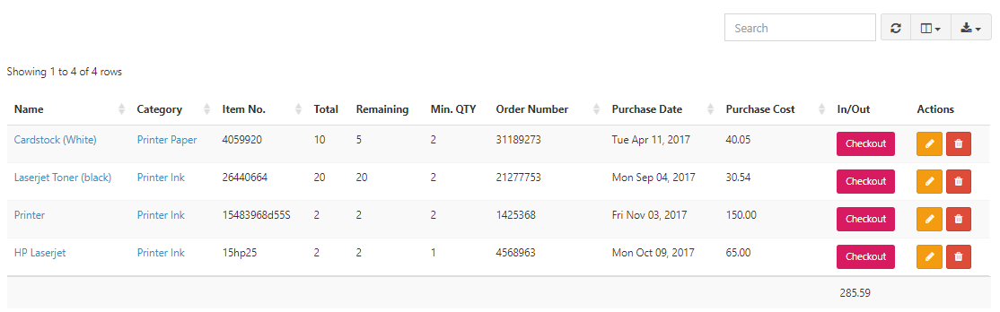 Search
Showing 1 to 4 of 4 rows
Name Category Item No. Total Remaining Min. QTY Order Number Purchase Date Purchase Cost In/Out Actions
Cardstock (White) Printer Paper 4059920 10 5 2 31189273 Tue Apr 11, 2017 40.05 Checkout
Laserjet Toner (black) Printer Ink 26440664 20 20 2 21277753 Mon Sep 04, 2017 30.54 Checkout
Printer Printer Ink 15483968d55S 2 2 2 1425368 Fri Nov 03, 2017 150.00 Checkout
HP Laserjet Printer Ink 15hp25 2 2 1 4568963 Mon Oct 09, 2017 65.00 Checkout
285.59